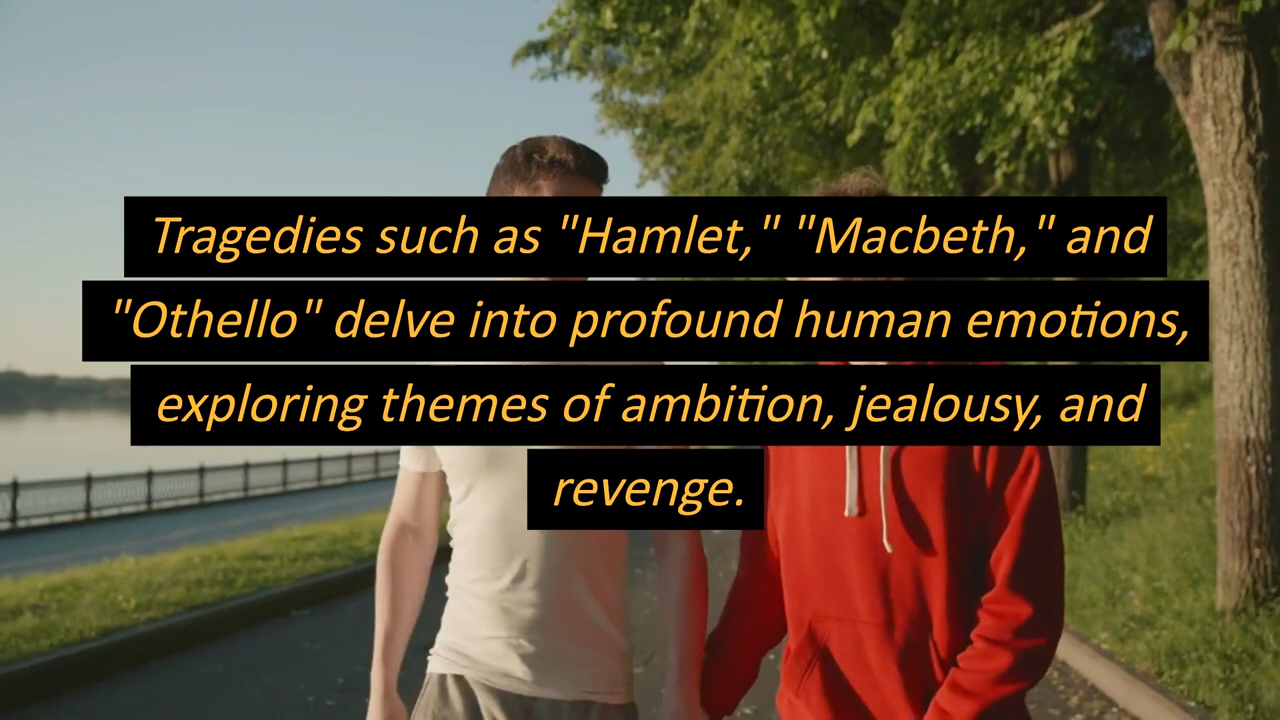 Tragedies such as "Hamlet," "Macbeth," and
"Othello" delve into profound human emotions,
exploring themes of ambition, jealousy, and
revenge.